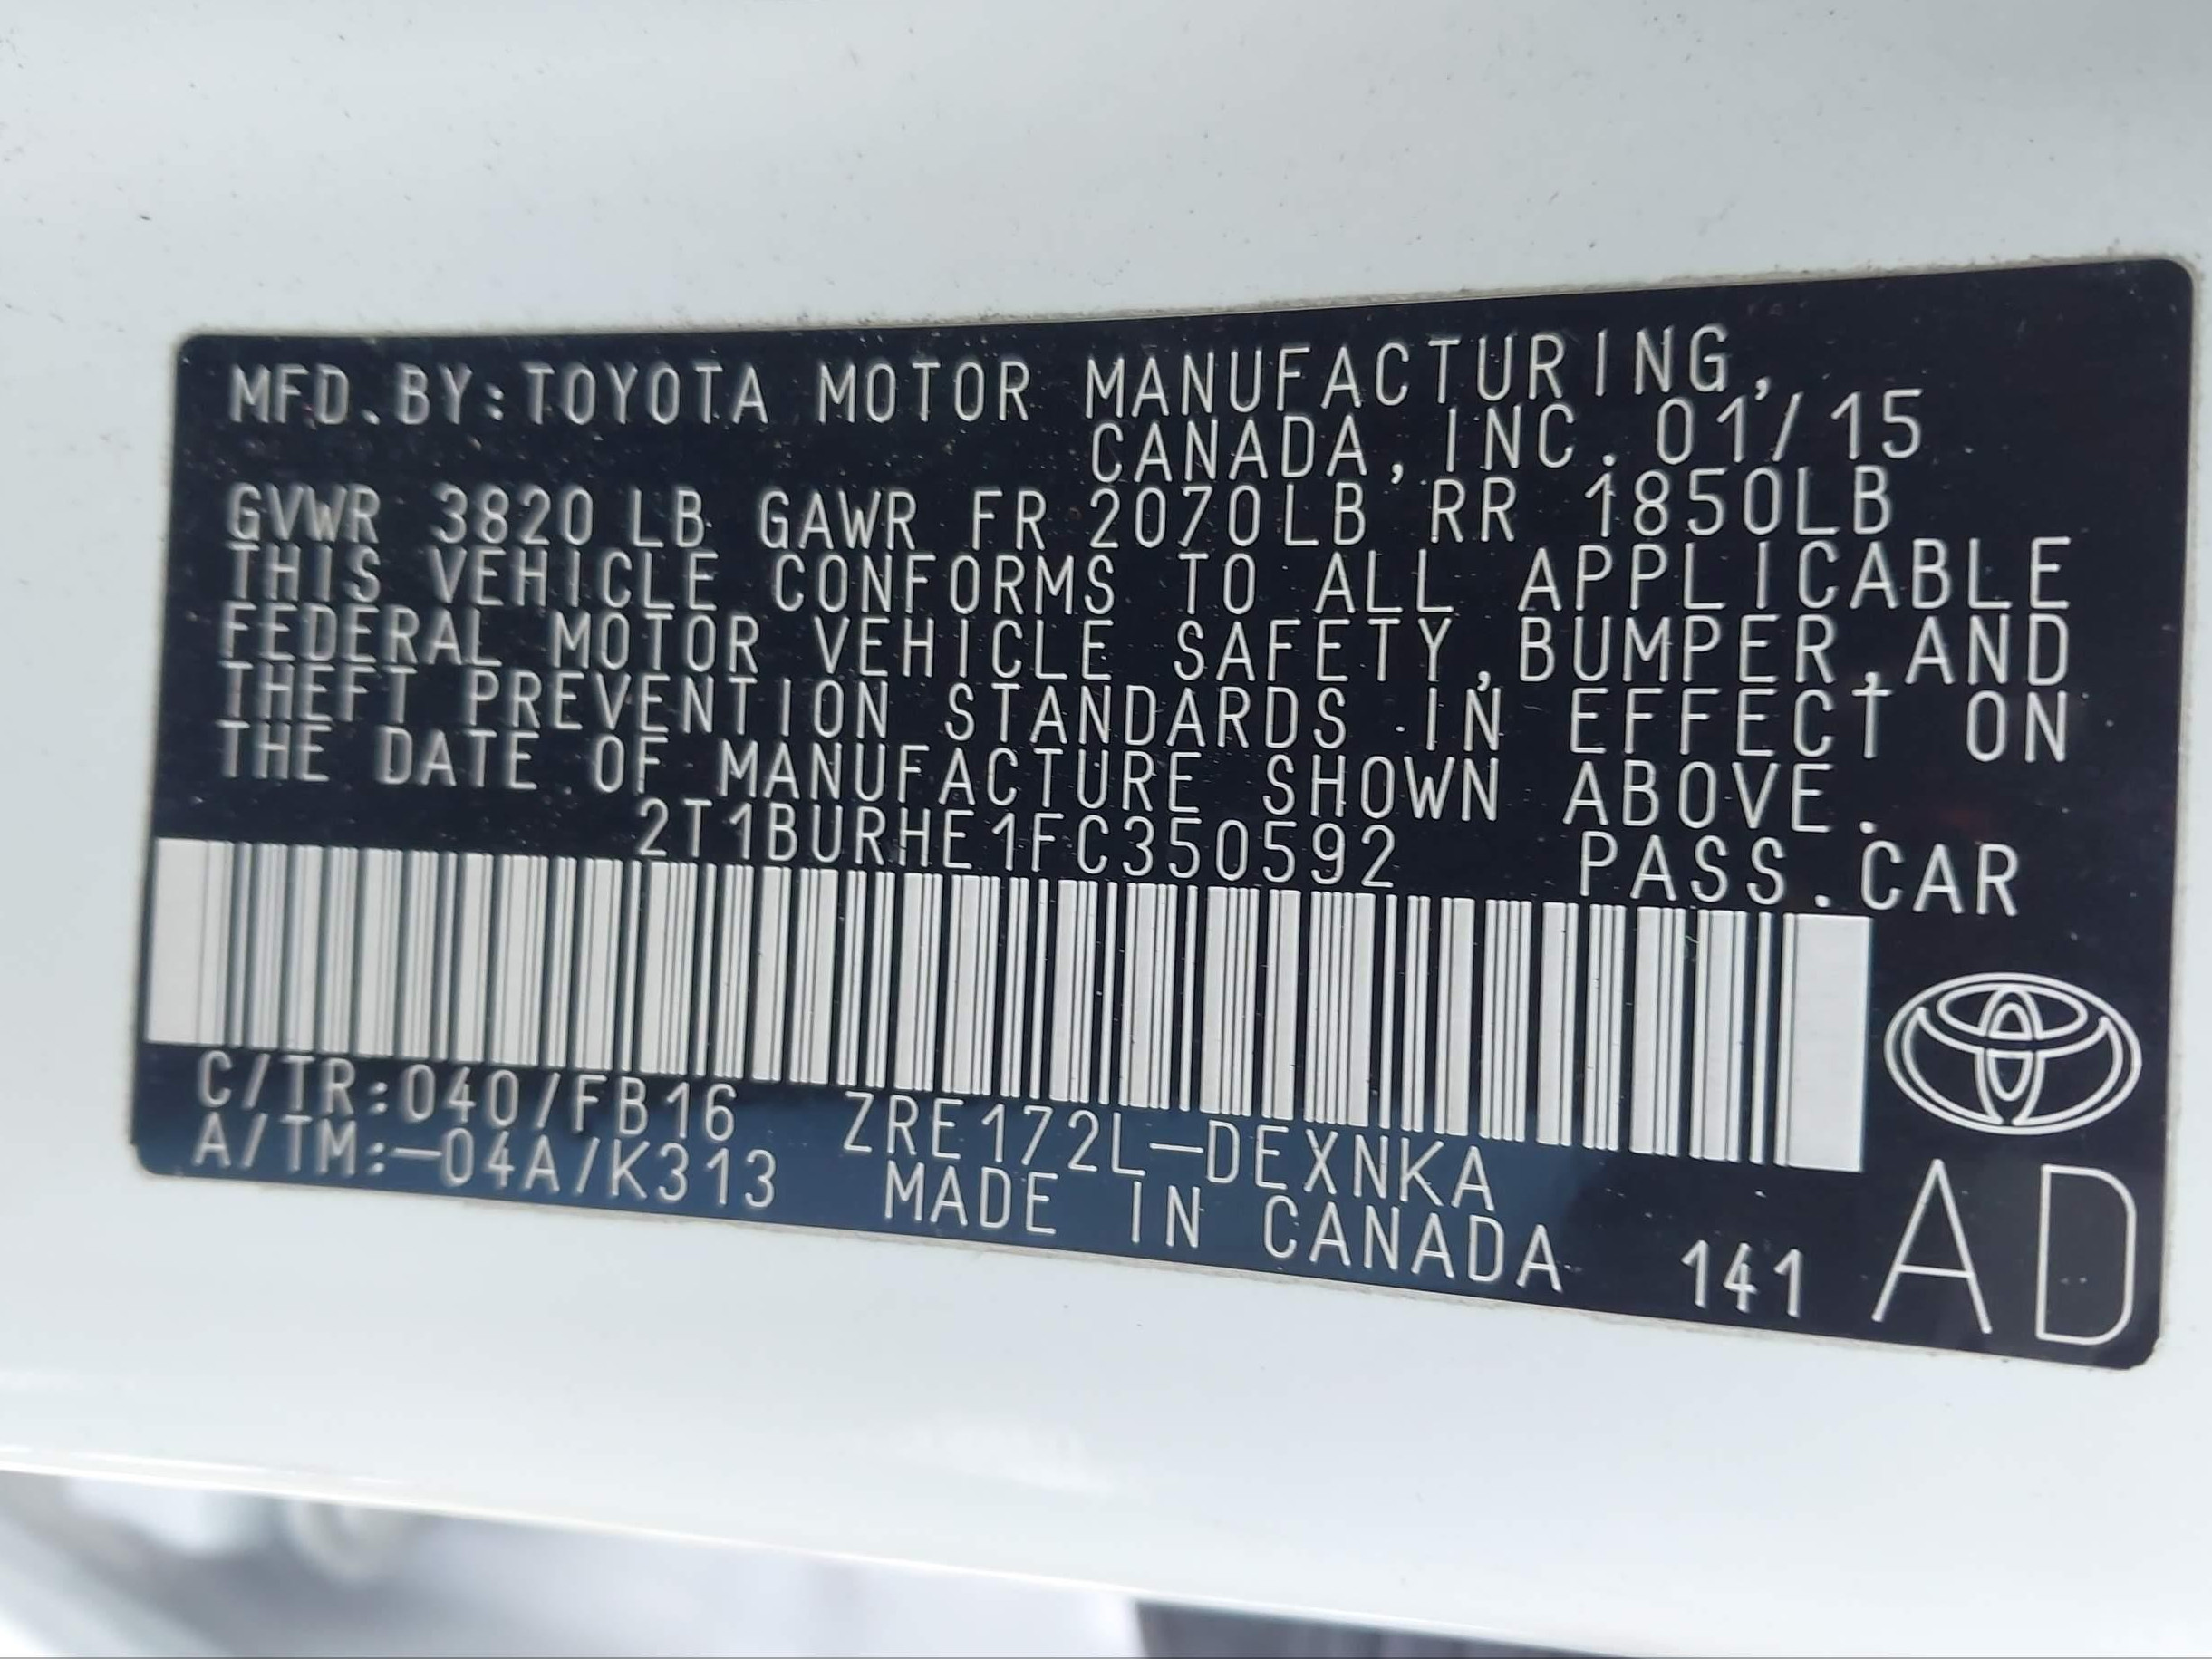 MFD.BY:TOYOTA MOTOR MANUFACTURING,
CANADA, INC. 01/15
GVWR 3820 LB GAWR FR 2070LB RR 1850LB
THIS VEHICLE CONFORMS TO ALL APPLICABLE
FEDERAL MOTOR VEHICLE SAFETY, BUMPER, AND
THEFT PREVENTION STANDARDS IN EFFECT ON
THE DATE OF MANUFACTURE SHOWN ABOVE.
2T1BURHE1FC350592 PASS.CAR
C/TR:040/FB16 ZRE172L-DEXNKA
A/TM:-04A/K313 MADE IN CANADA 141 AD